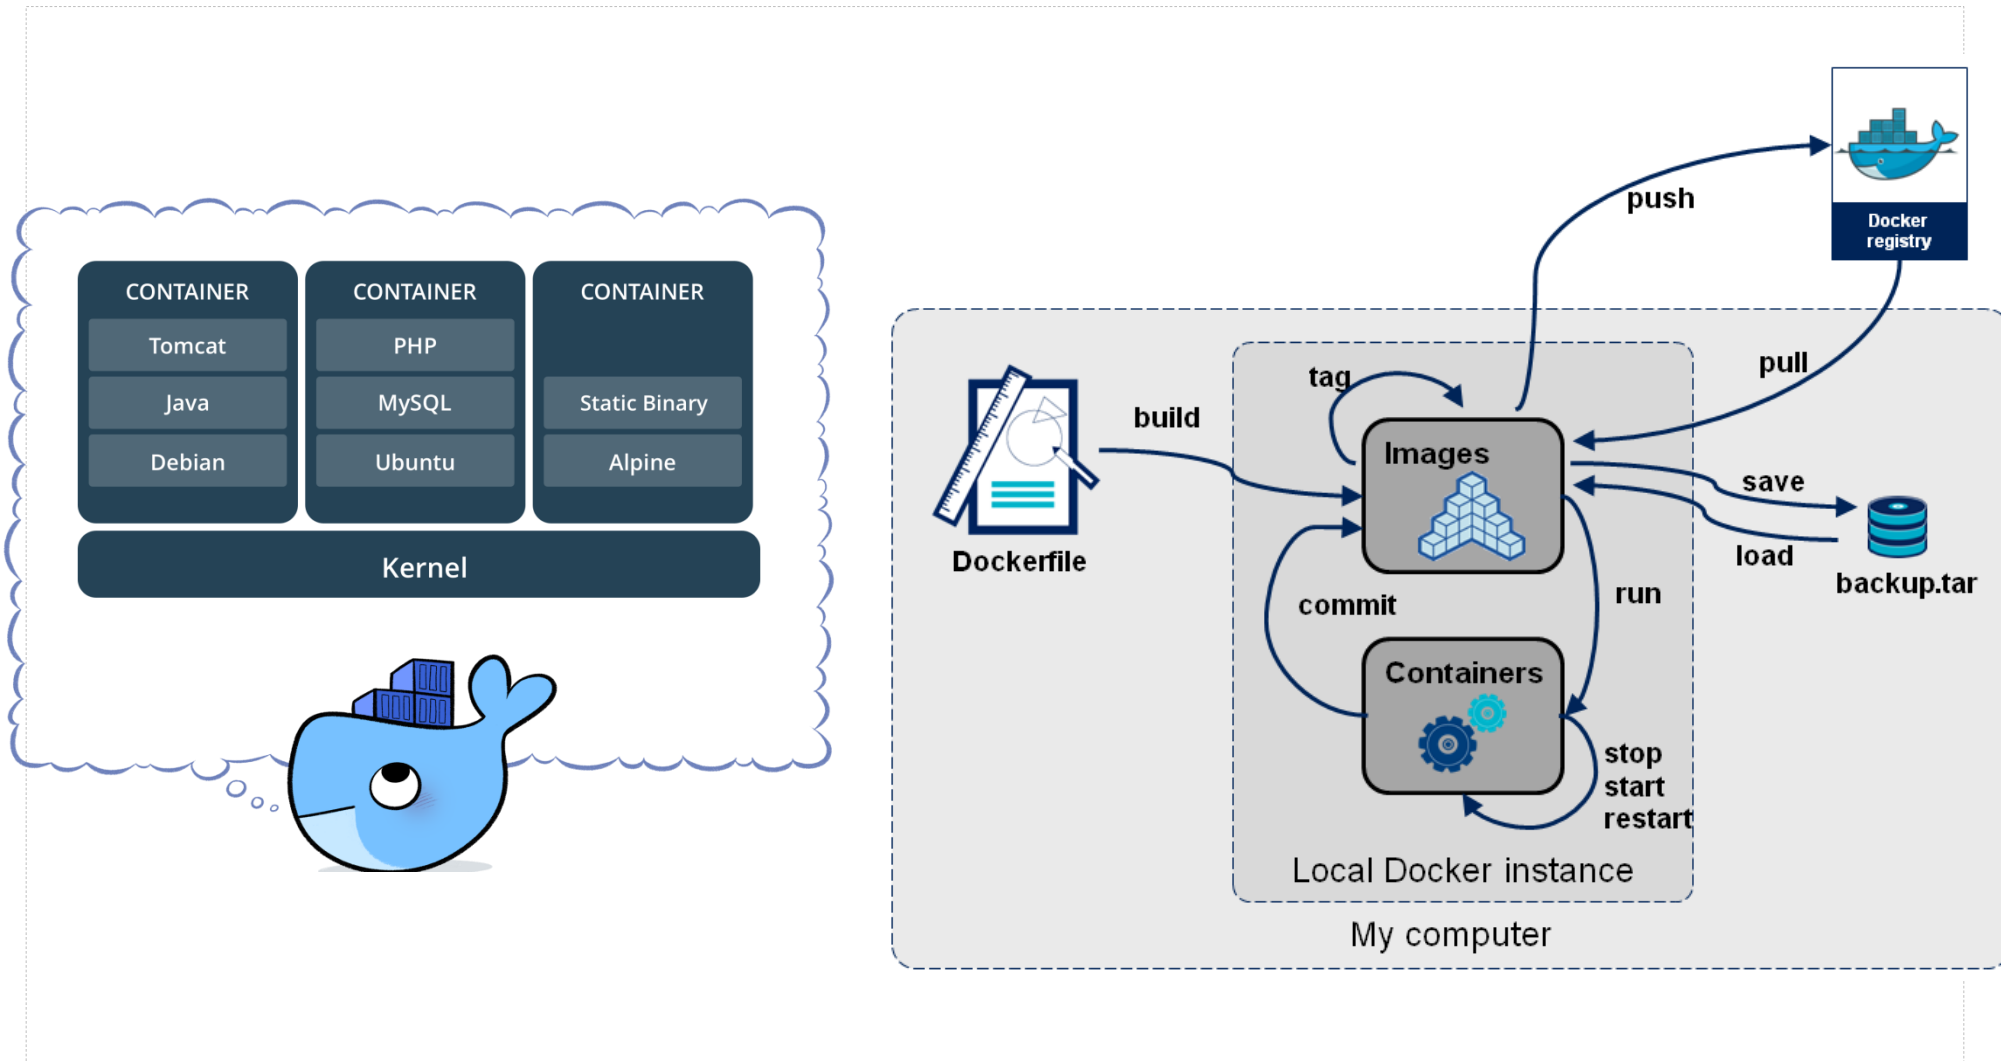 CONTAINER
Tomcat
Java
Debian
CONTAINER
PHP
MySQL
Ubuntu
CONTAINER
Static Binary
Alpine
Kernel
Docker
registry
push
pull
tag
build
Images
save
load
backup.tar
Dockerfile
commit
run
Containers
stop
start
restart
Local Docker instance
My computer